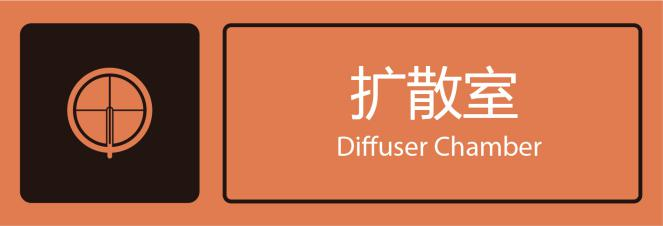 扩散室
Diffuser Chamber